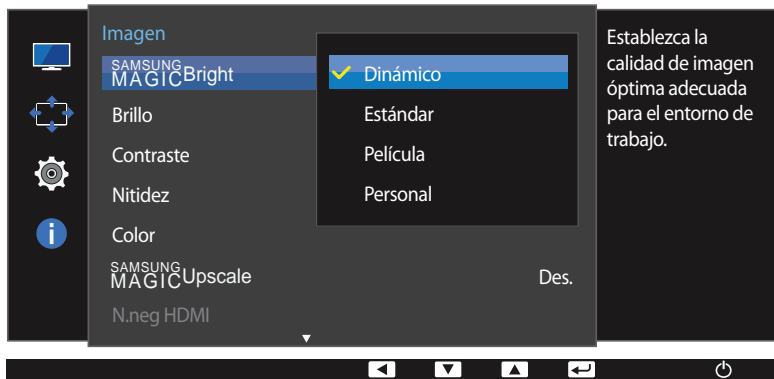 Imagen
SAMSUNG
MAGICBright
Brillo
Contraste
Nitidez
Color
SAMSUNG
MAGICUpscale
Des.
N.neg HDMI
Dinámico
Estándar
Película
Personal
Establezca la
calidad de imagen
óptima adecuada
para el entorno de
trabajo.